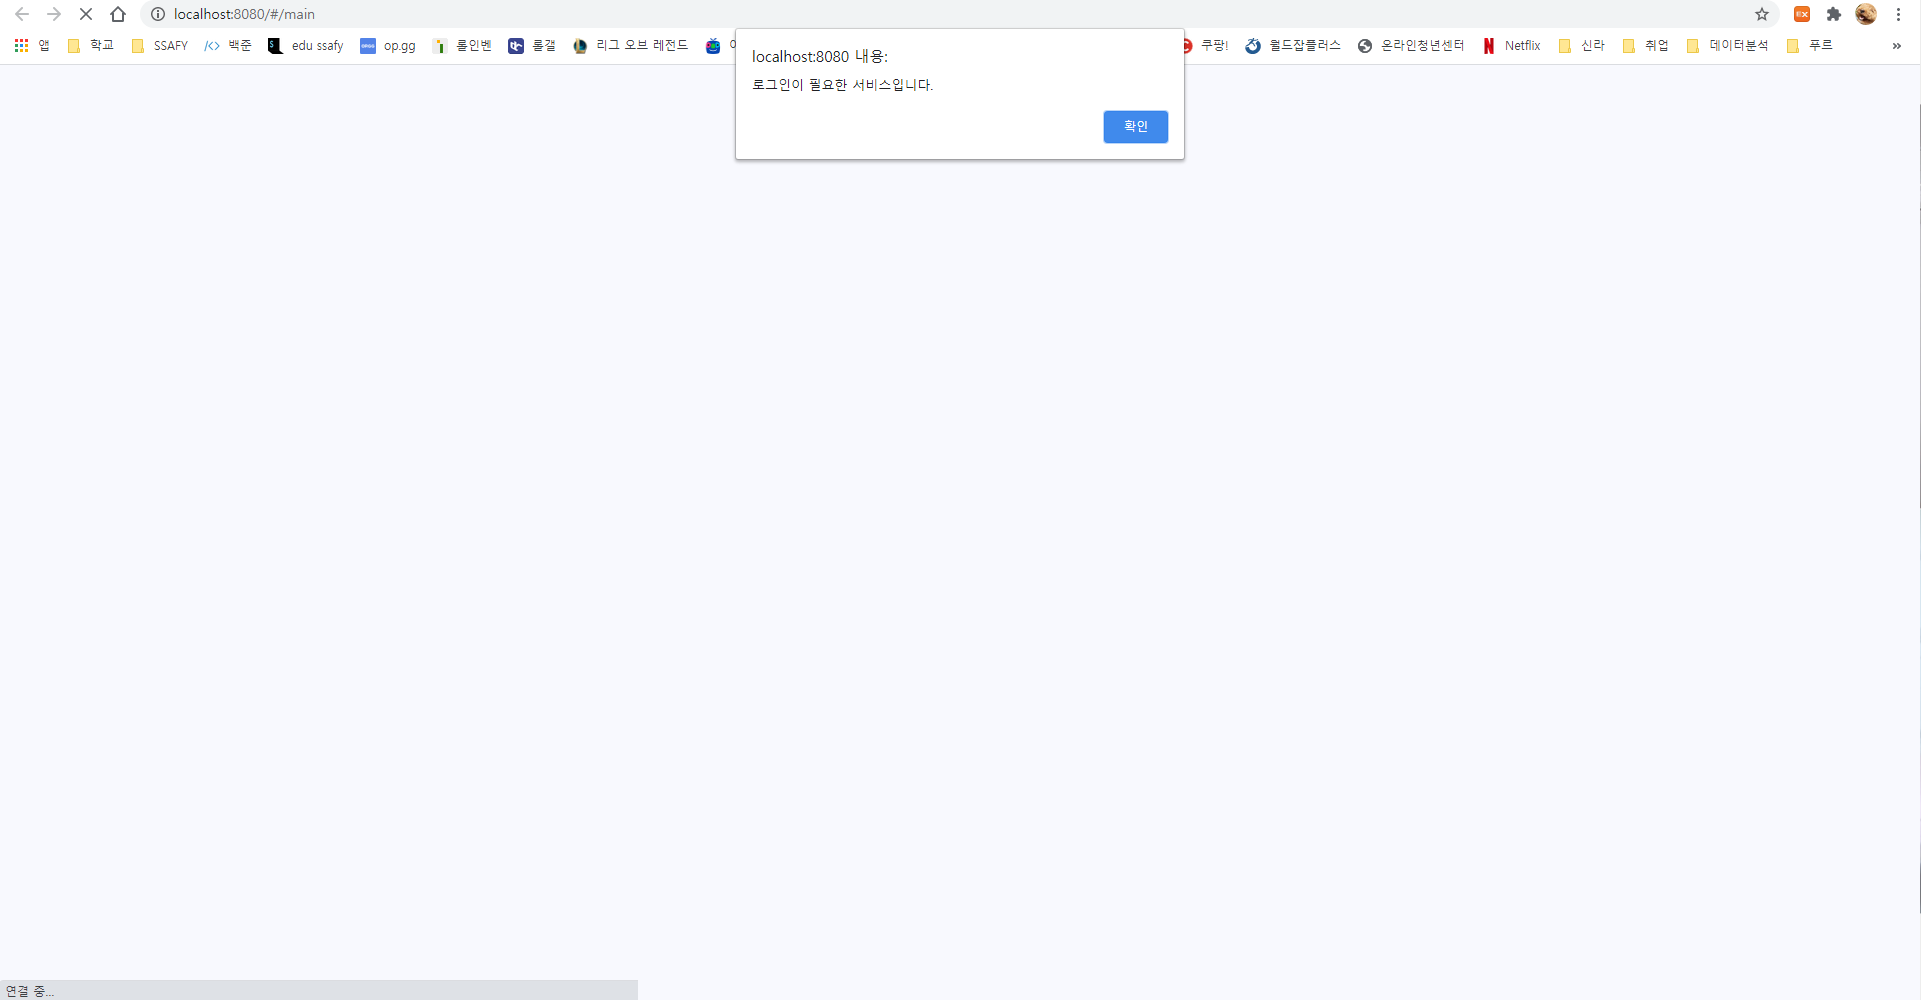 localhost:8080/#/main
앱 학교 SSAFY 백준 edu ssafy op.gg 롤인벤 롤갤 리그 오브 레전드 쿠팡! 월드잡플러스 온라인청년센터 Netflix 신라 취업 데이터분석 푸르 »
localhost:8080 내용:
로그인이 필요한 서비스입니다.
확인
연결 중...